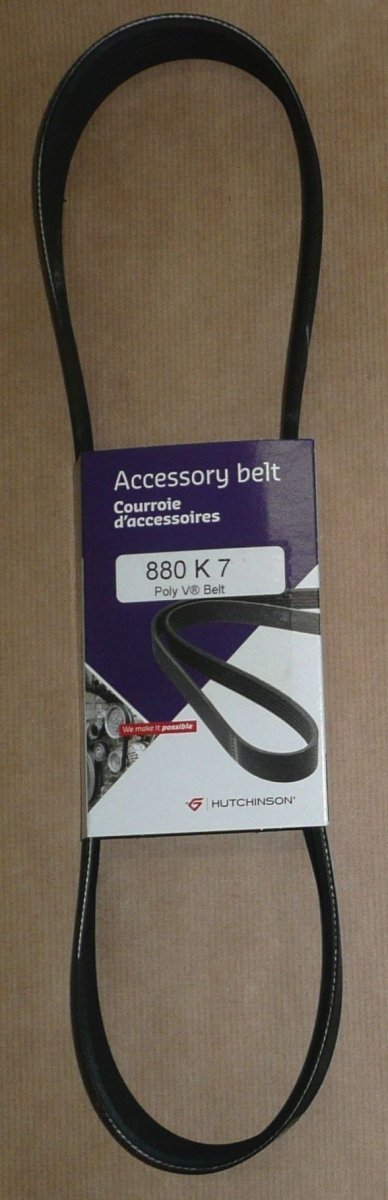 Accessory belt
Courroie
d'accessoires
880 K 7
Poly V® Belt
We make it possible
HUTCHINSON®